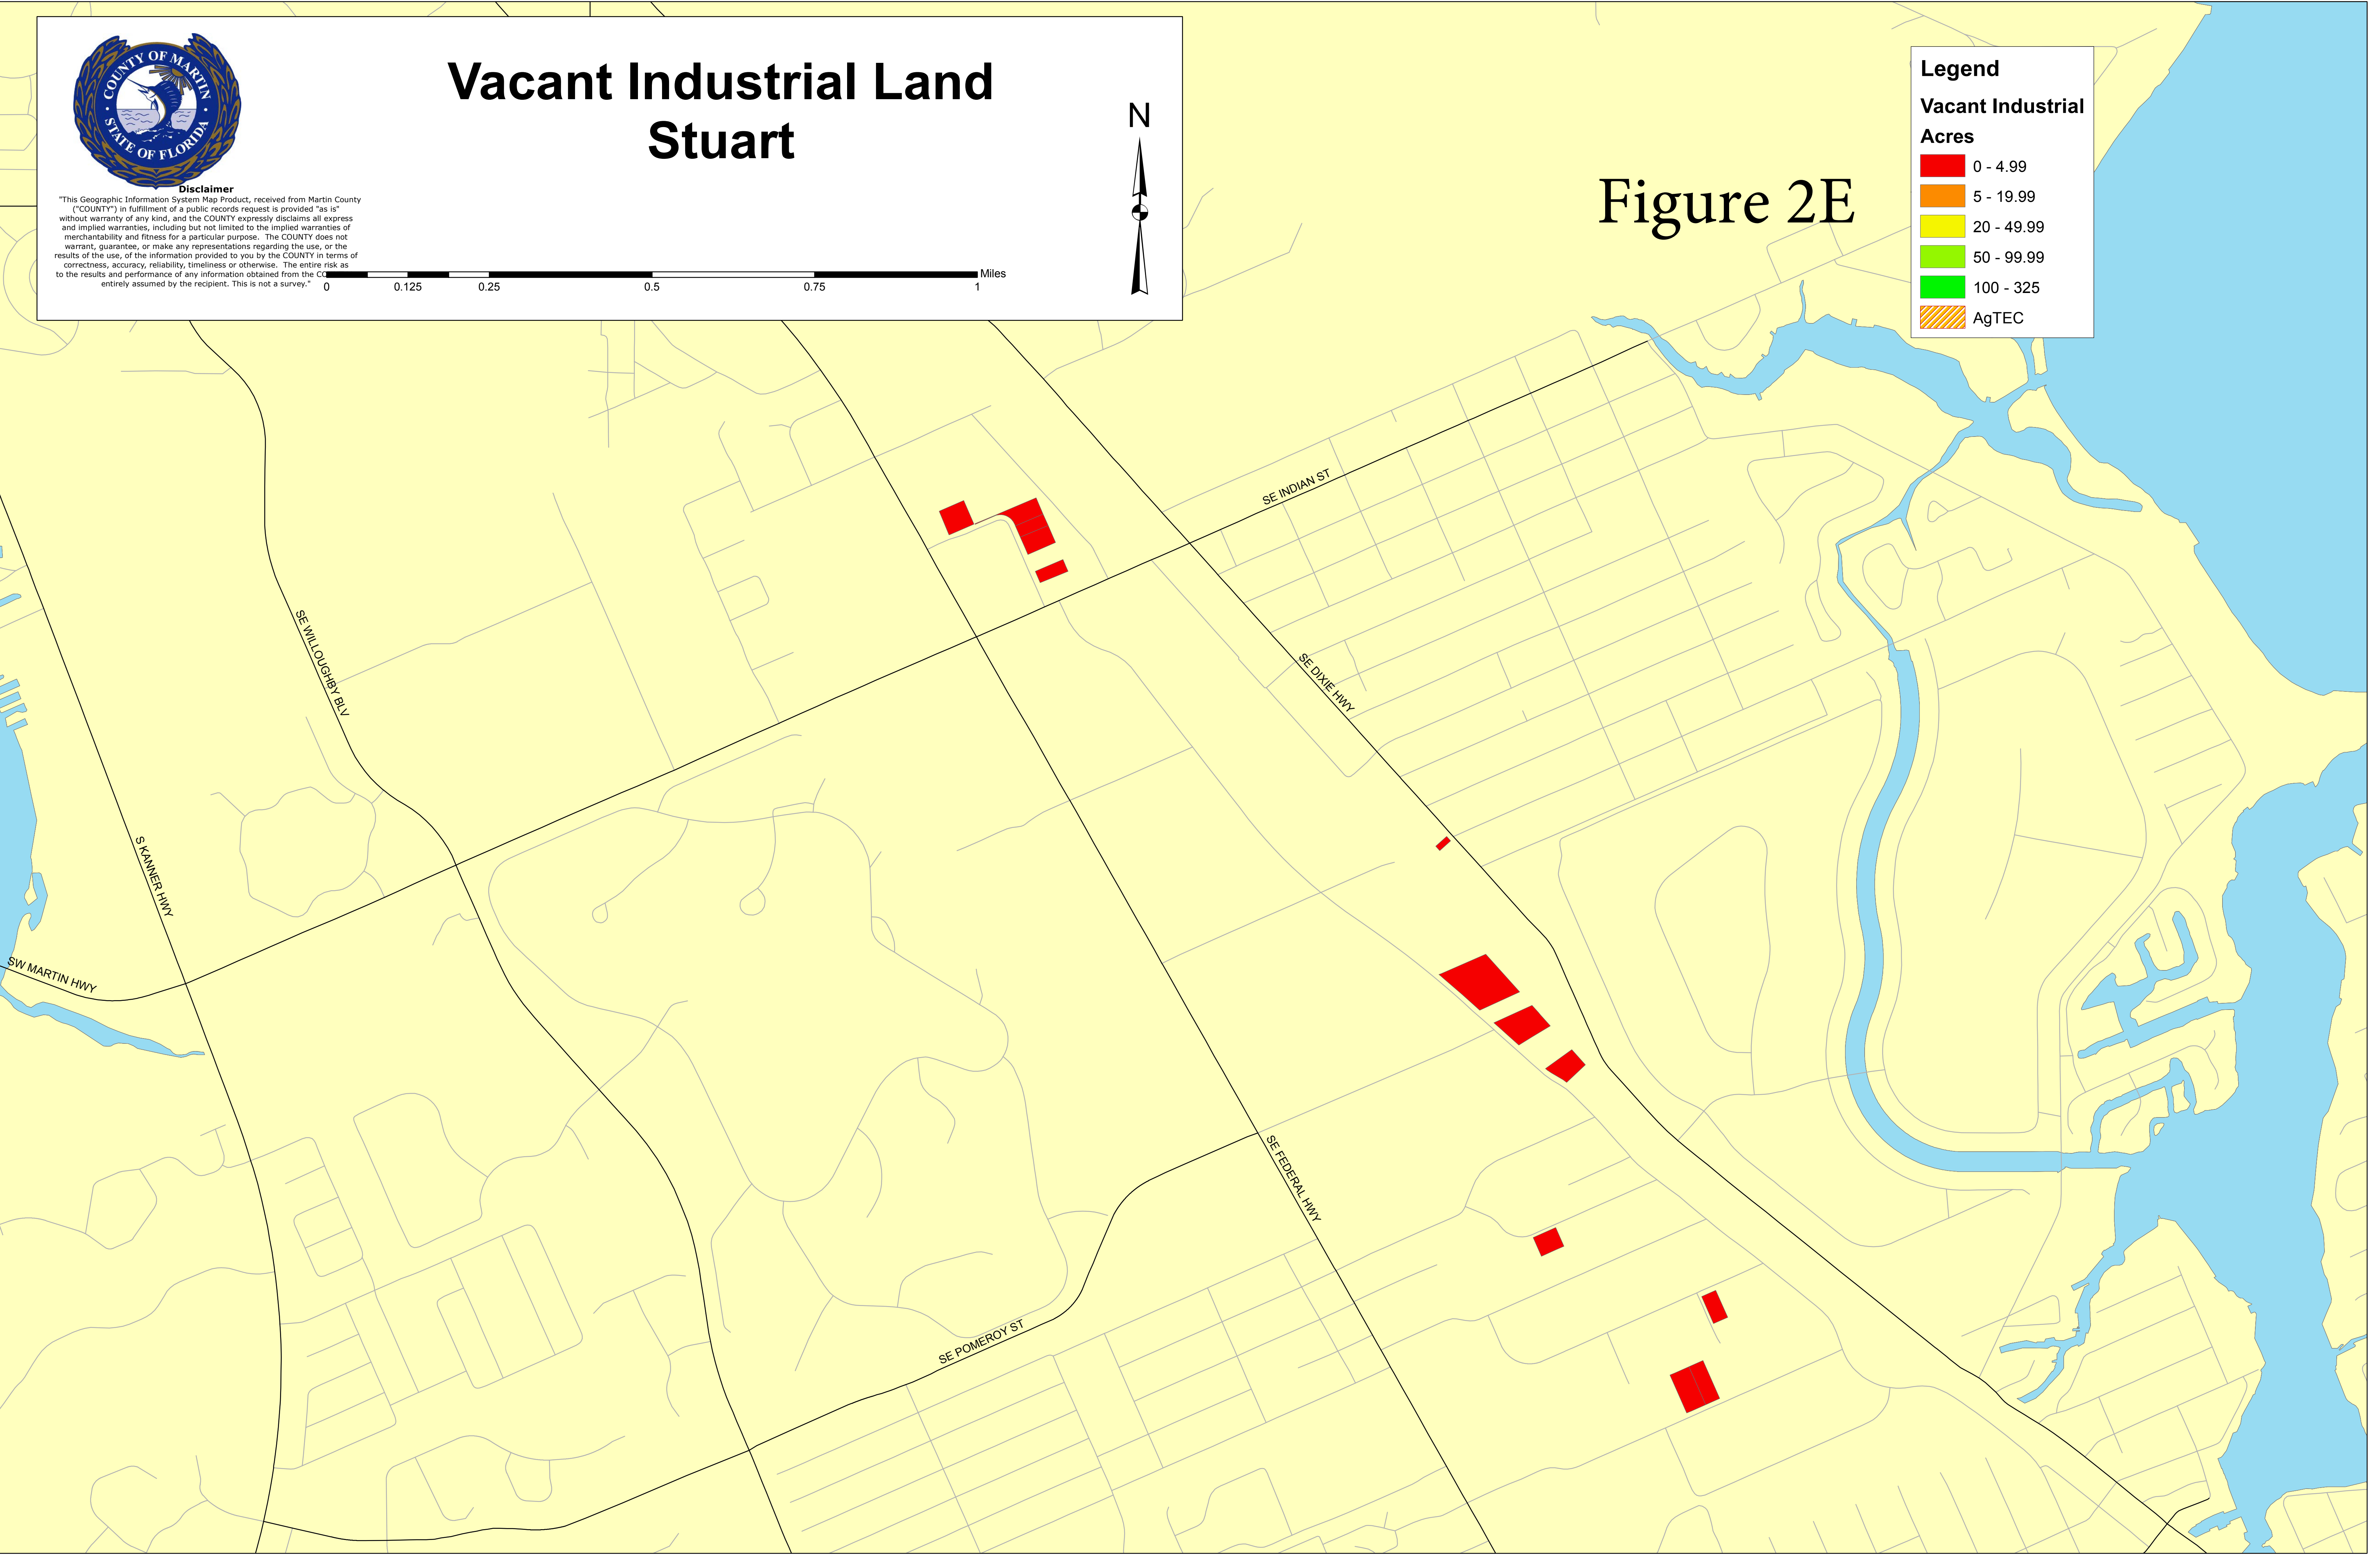 COUNTY OF MARTIN
STATE OF FLORIDA
Vacant Industrial Land
Stuart
N
Disclaimer
"This Geographic Information System Map Product, received from Martin County
("COUNTY") in fulfillment of a public records request is provided "as is"
without warranty of any kind, and the COUNTY expressly disclaims all express
and implied warranties, including but not limited to the implied warranties of
merchantability and fitness for a particular purpose. The COUNTY does not
warrant, guarantee, or make any representations regarding the use, or the
results of the use, of the information provided to you by the COUNTY in terms of
correctness, accuracy, reliability, timeliness or otherwise. The entire risk as
to the results and performance of any information obtained from the
entirely assumed by the recipient. This is not a survey."
Miles
0 0.125 0.25 0.5 0.75 1
Figure 2E
Legend
Vacant Industrial
Acres
0 - 4.99
5 - 19.99
20 - 49.99
50 - 99.99
100 - 325
AgTEC
SE INDIAN ST
SE WILLOUGHBY BLV
SE DIXIE HWY
S KANNER HWY
SW MARTIN HWY
SE FEDERAL HWY
SE POMEROY ST